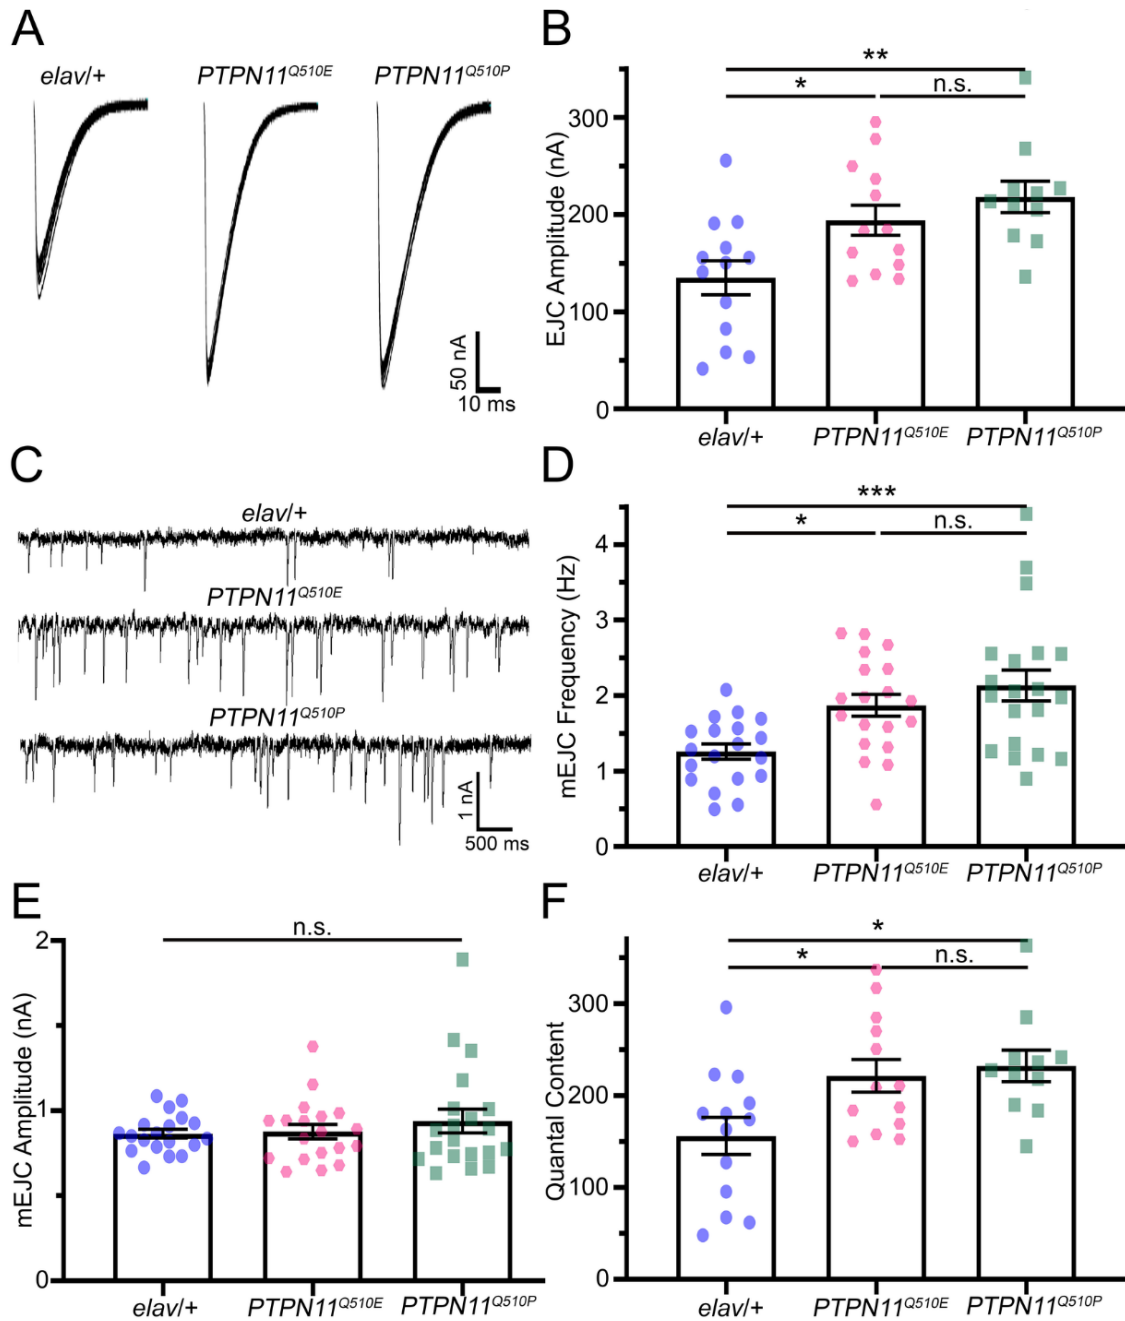 A
elav/+
PTPN11Q510E
PTPN11Q510P
50 nA
10 ms
B
**
*
n.s.
EJC Amplitude (nA)
300
200
100
0
elav/+
PTPN11Q510E
PTPN11Q510P
C
elav/+
PTPN11Q510E
PTPN11Q510P
1 nA
500 ms
D
***
*
n.s.
mEJC Frequency (Hz)
4
3
2
1
0
elav/+
PTPN11Q510E
PTPN11Q510P
E
n.s.
mEJC Amplitude (nA)
2
1
0
elav/+
PTPN11Q510E
PTPN11Q510P
F
*
*
n.s.
Quantal Content
300
200
100
0
elav/+
PTPN11Q510E
PTPN11Q510P